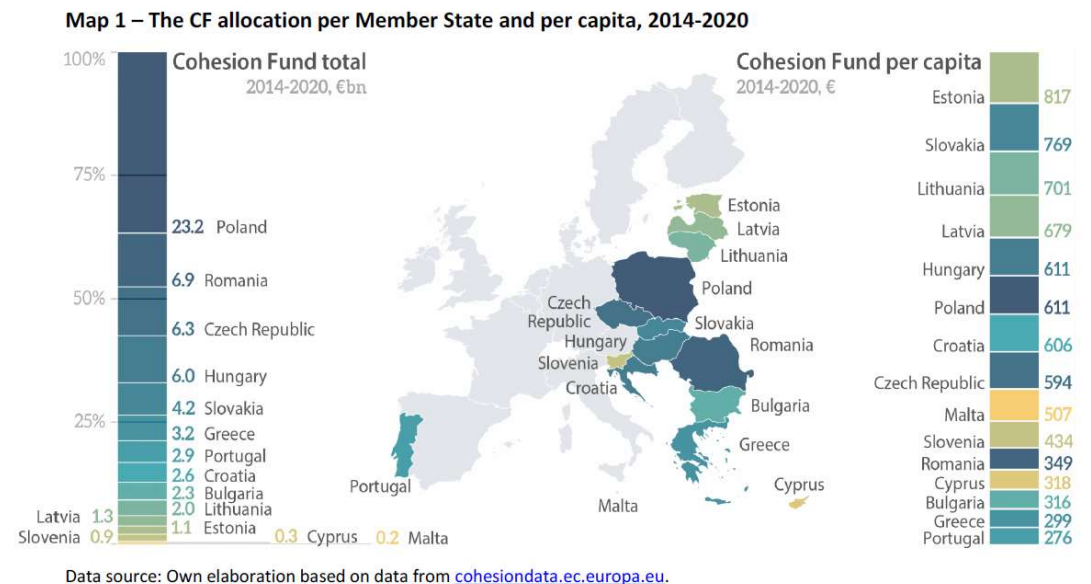 Map 1 – The CF allocation per Member State and per capita, 2014-2020
100%
75%
50%
25%
Cohesion Fund total
2014-2020, €bn
23.2 Poland
6.9 Romania
6.3 Czech Republic
6.0 Hungary
4.2 Slovakia
3.2 Greece
2.9 Portugal
2.6 Croatia
2.3 Bulgaria
2.0 Lithuania
Latvia 1.3
1.1 Estonia
Slovenia 0.9
0.3 Cyprus
0.2 Malta
Estonia
Latvia
Lithuania
Poland
Czech
Republic
Slovakia
Hungary
Romania
Slovenia
Croatia
Bulgaria
Greece
Portugal
Cyprus
Malta
Cohesion Fund per capita
2014-2020, €
Estonia 817
Slovakia 769
Lithuania 701
Latvia 679
Hungary 611
Poland 611
Croatia 606
Czech Republic 594
Malta 507
Slovenia 434
Romania 349
Cyprus 318
Bulgaria 316
Greece 299
Portugal 276
Data source: Own elaboration based on data from cohesiondata.ec.europa.eu.